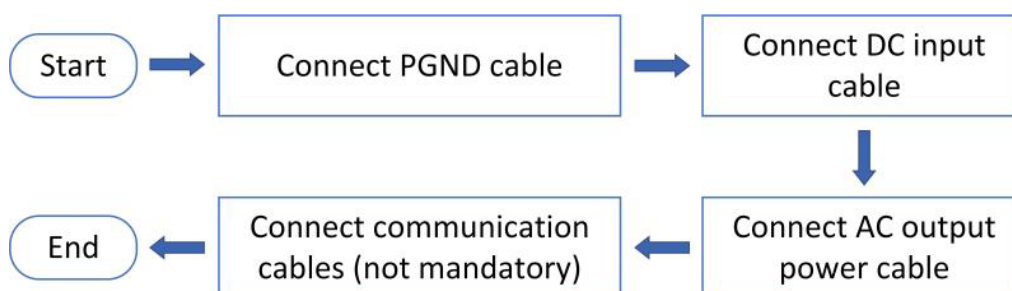 Start
Connect PGND cable
Connect DC input
cable
Connect AC output
power cable
Connect communication
cables (not mandatory)
End